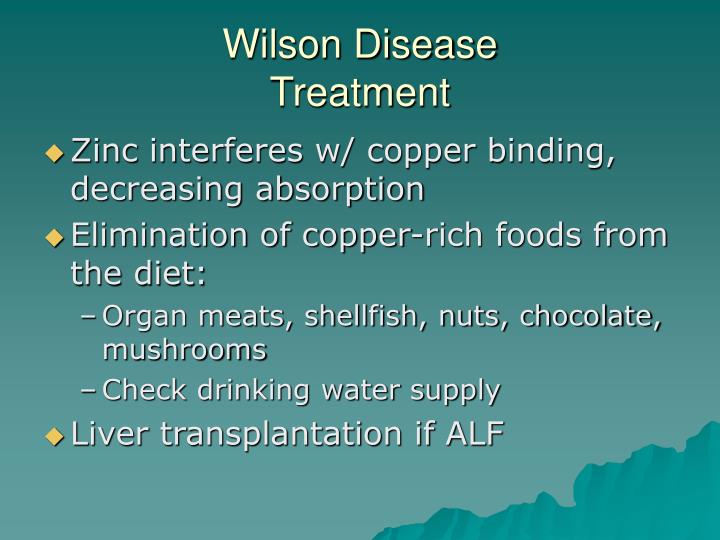 Wilson Disease
Treatment
Zinc interferes w/ copper binding,
decreasing absorption
Elimination of copper-rich foods from
the diet:
– Organ meats, shellfish, nuts, chocolate,
mushrooms
– Check drinking water supply
Liver transplantation if ALF